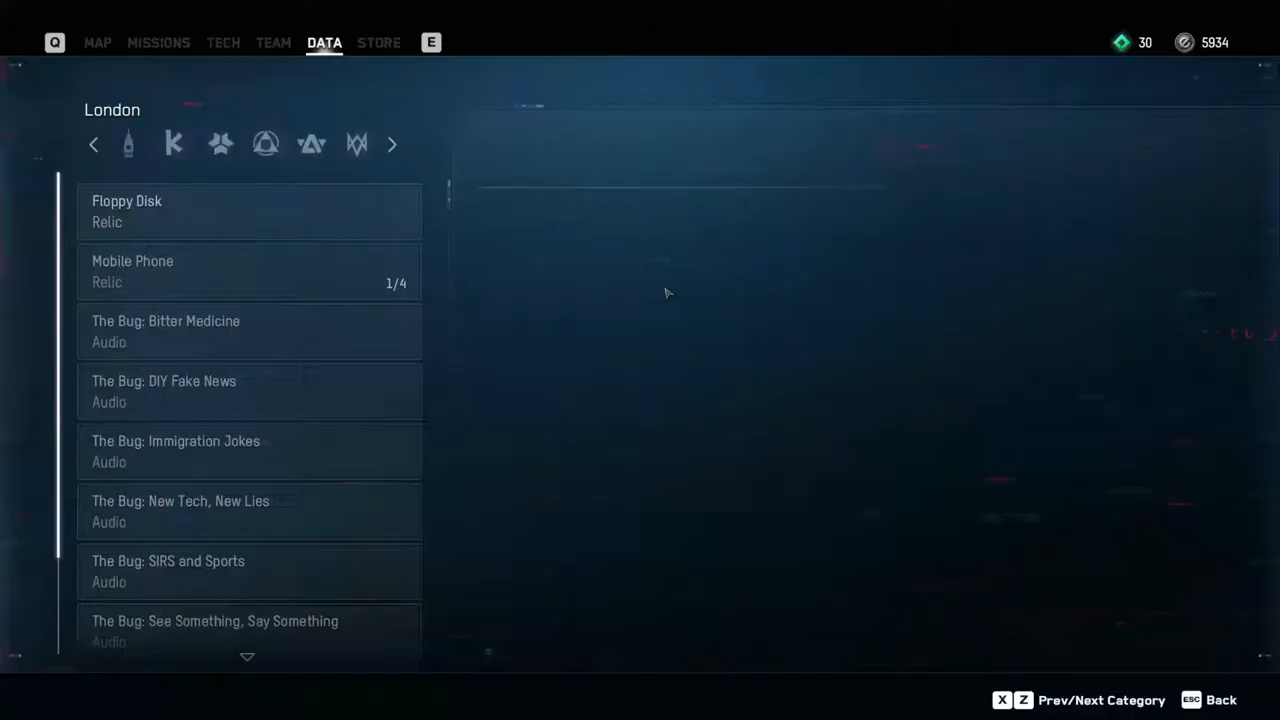 Q MAP MISSIONS TECH TEAM DATA STORE E 30 5934
London
Floppy Disk
Relic
Mobile Phone
Relic 1/4
The Bug: Bitter Medicine
Audio
The Bug: DIY Fake News
Audio
The Bug: Immigration Jokes
Audio
The Bug: New Tech, New Lies
Audio
The Bug: SIRS and Sports
Audio
The Bug: See Something, Say Something
Audio
X Z Prev/Next Category ESC Back